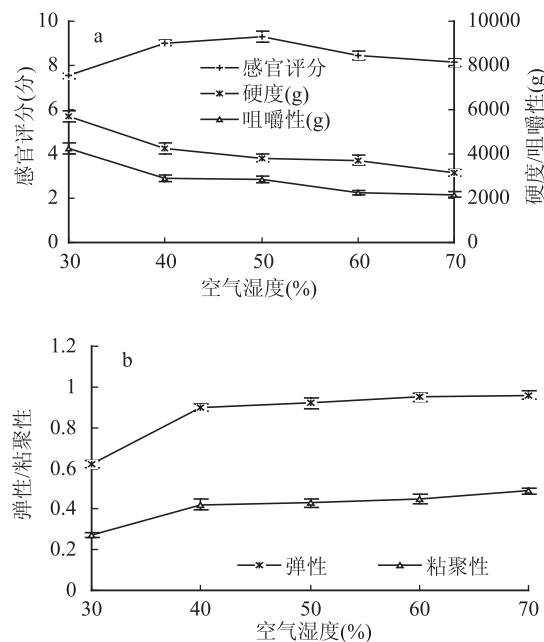 a
10
8
6
4
2
0
10000
8000
6000
4000
2000
0
感官评分(分)
硬度/咀嚼性(g)
感官评分
硬度(g)
咀嚼性(g)
30 40 50 60 70
空气湿度(%)
b
1.2
1
0.8
0.6
0.4
0.2
0
弹性/粘聚性
弹性 粘聚性
30 40 50 60 70
空气湿度(%)